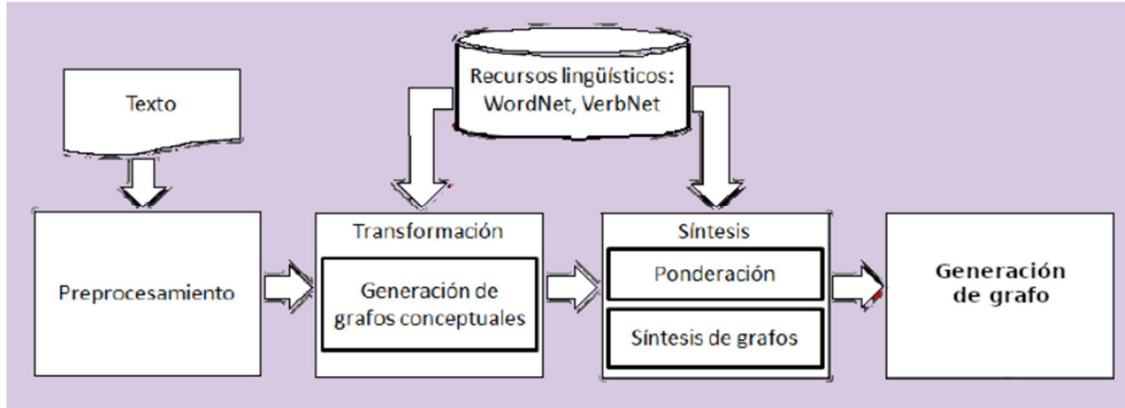 Recursos lingüísticos:
WordNet, VerbNet
Texto
Preprocesamiento
Transformación
Generación de
grafos conceptuales
Síntesis
Ponderación
Síntesis de grafos
Generación
de grafo